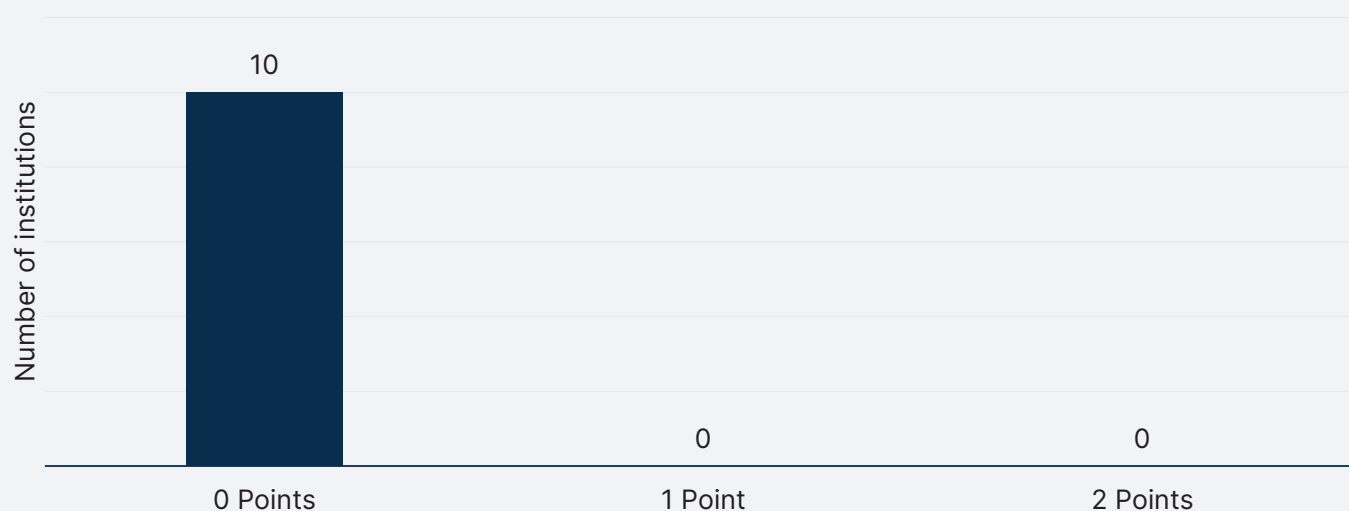 10
Number of institutions
0
0
0 Points
1 Point
2 Points